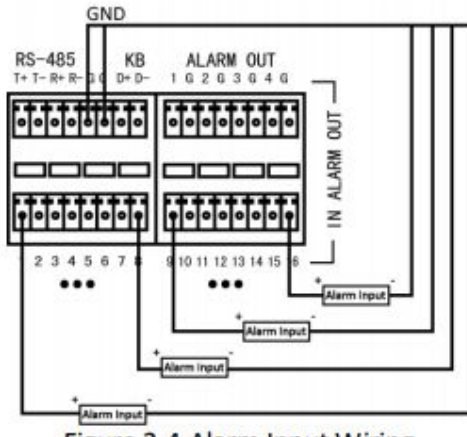 GND
RS-485 KB ALARM OUT
T+ T- R+ R- G G D+ D- 1 G 2 G 3 G 4 G
IN ALARM OUT
1 2 3 4 5 6 7 8 9 10 11 12 13 14 15 16
+ Alarm Input -
+ Alarm Input -
+ Alarm Input -
+ Alarm Input -
Figure 2-4 Alarm Input Wiring